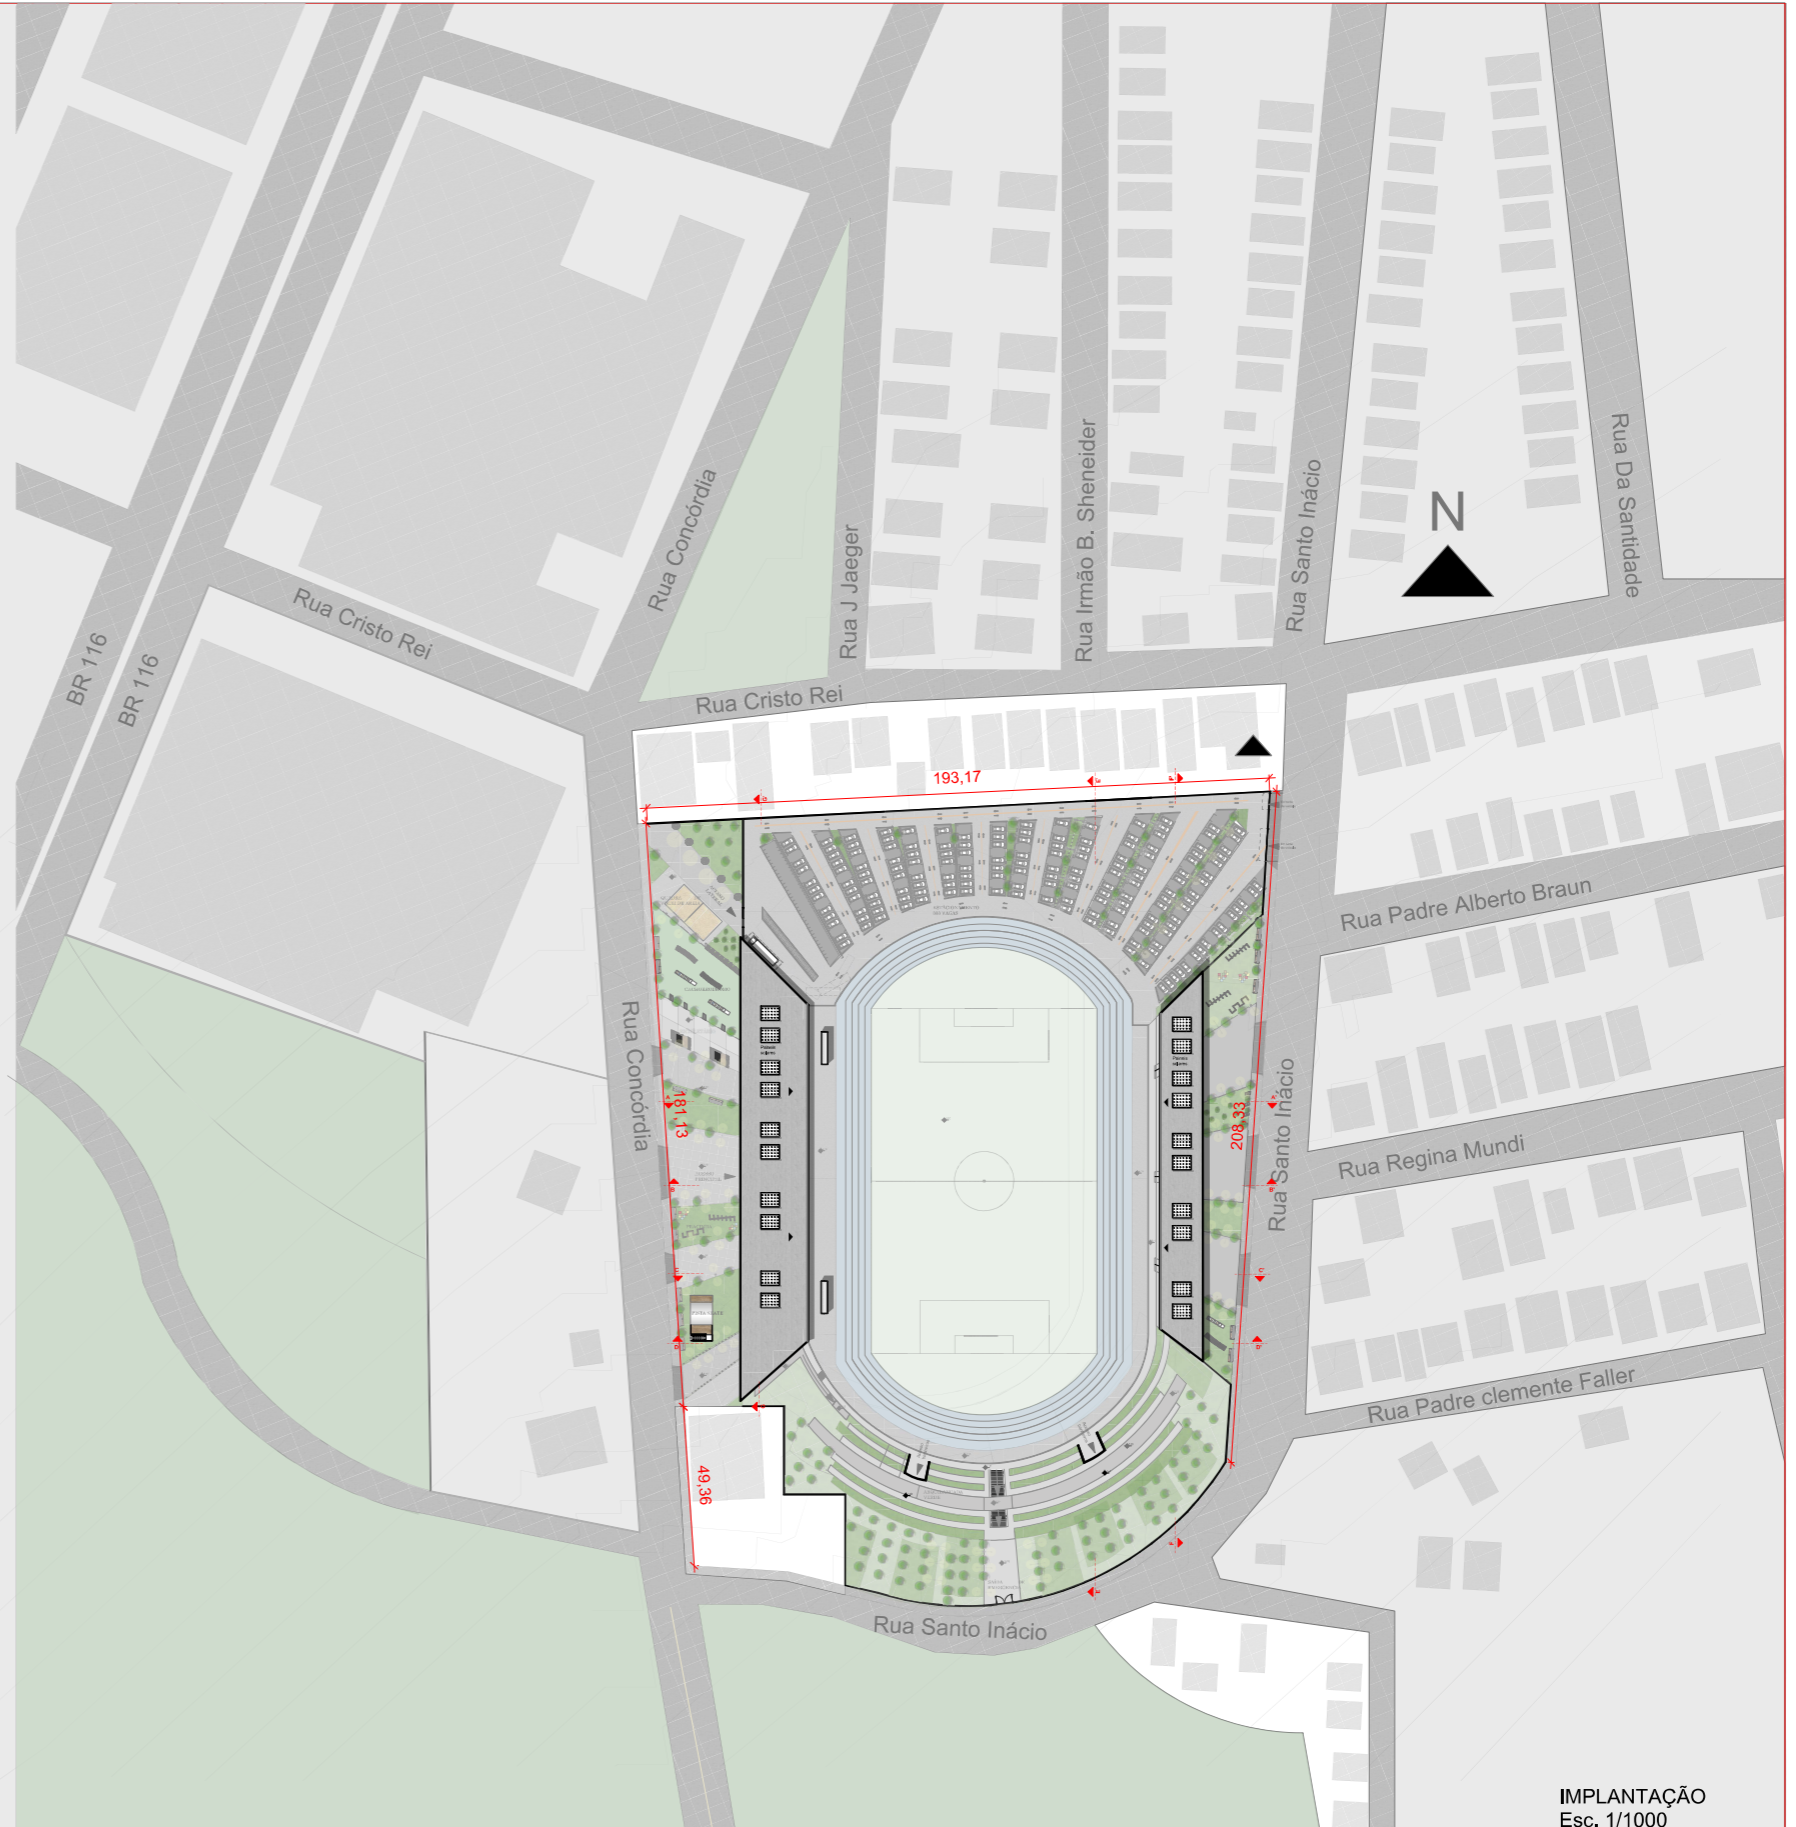 Rua Concórdia
Rua J Jaeger
Rua Irmão B. Sheneider
Rua Santo Inácio
N
Rua Da Santidade
Rua Cristo Rei
BR 116
BR 116
Rua Cristo Rei
193,17
Rua Padre Alberto Braun
Rua Concórdia
181,13
208,33
Rua Santo Inácio
Rua Regina Mundi
Rua Padre clemente Faller
49,36
Rua Santo Inácio
IMPLANTAÇÃO
Esc. 1/1000